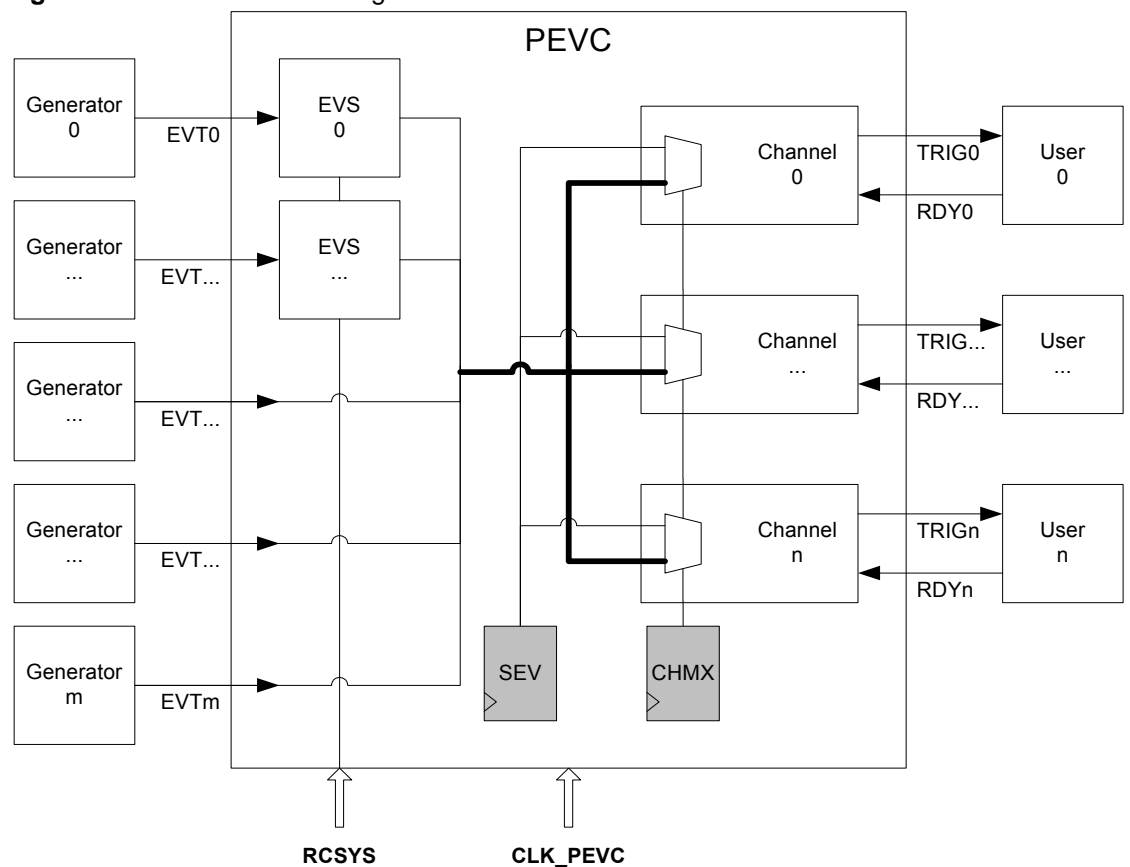 PEVC
Generator
0
EVT0
EVS
0
Channel
0
TRIG0
RDY0
User
0
Generator
...
EVT...
EVS
...
Generator
...
EVT...
Channel
...
TRIG...
RDY...
User
...
Generator
...
EVT...
Channel
n
TRIGn
RDYn
User
n
Generator
m
EVTm
SEV
CHMX
RCSYS
CLK_PEVC